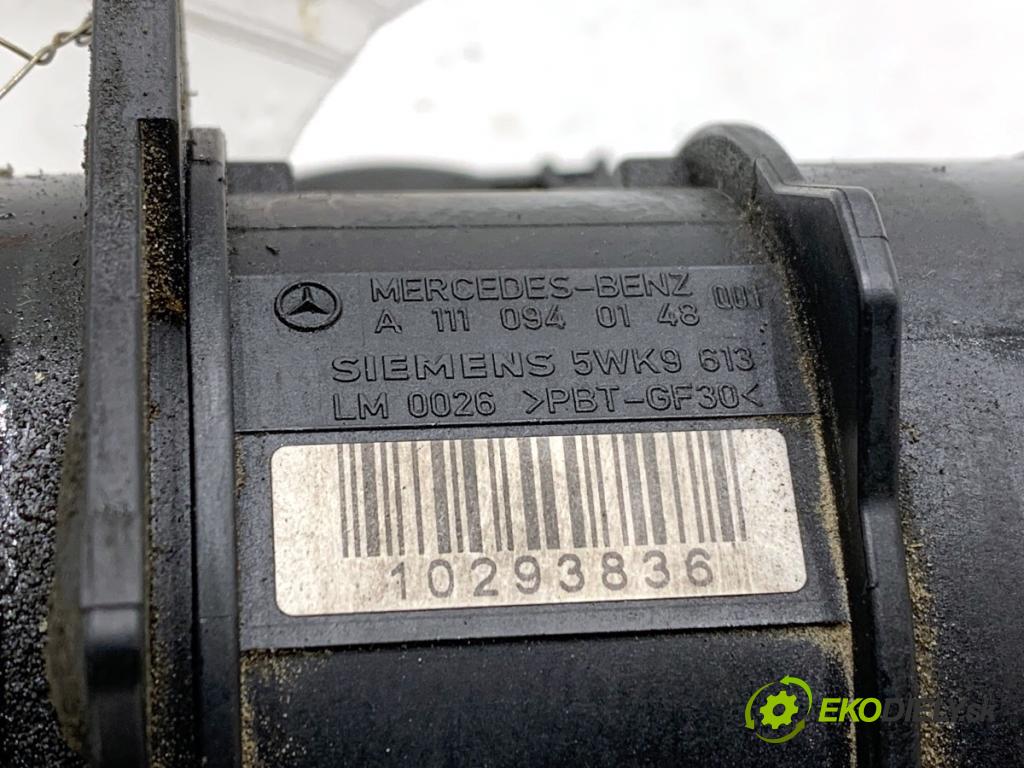 MERCEDES-BENZ 001
A 111 094 01 48
SIEMENS 5WK9 613
LM 0026 >PBT-GF30<
10293836
EKODIELY.sk